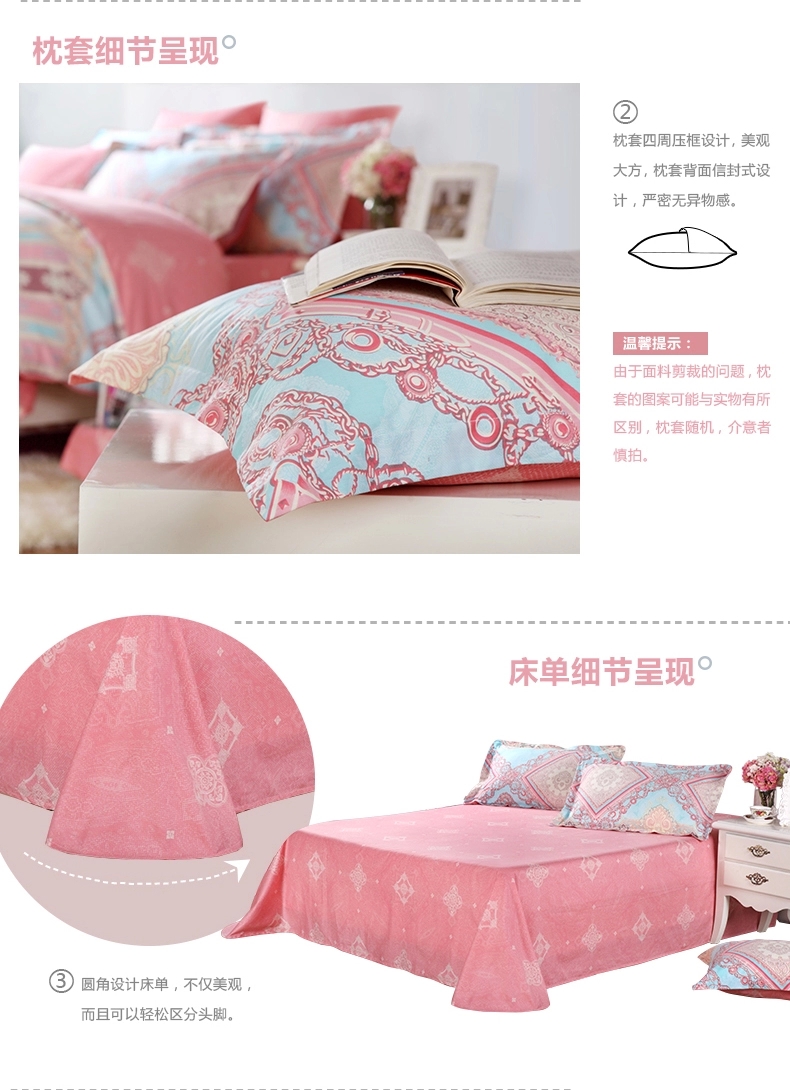 枕套细节呈现
②
枕套四周压框设计，美观
大方，枕套背面信封式设
计，严密无异物感。
温馨提示：
由于面料剪裁的问题，枕
套的图案可能与实物有所
区别，枕套随机，介意者
慎拍。
床单细节呈现
③ 圆角设计床单，不仅美观，
而且可以轻松区分头脚。